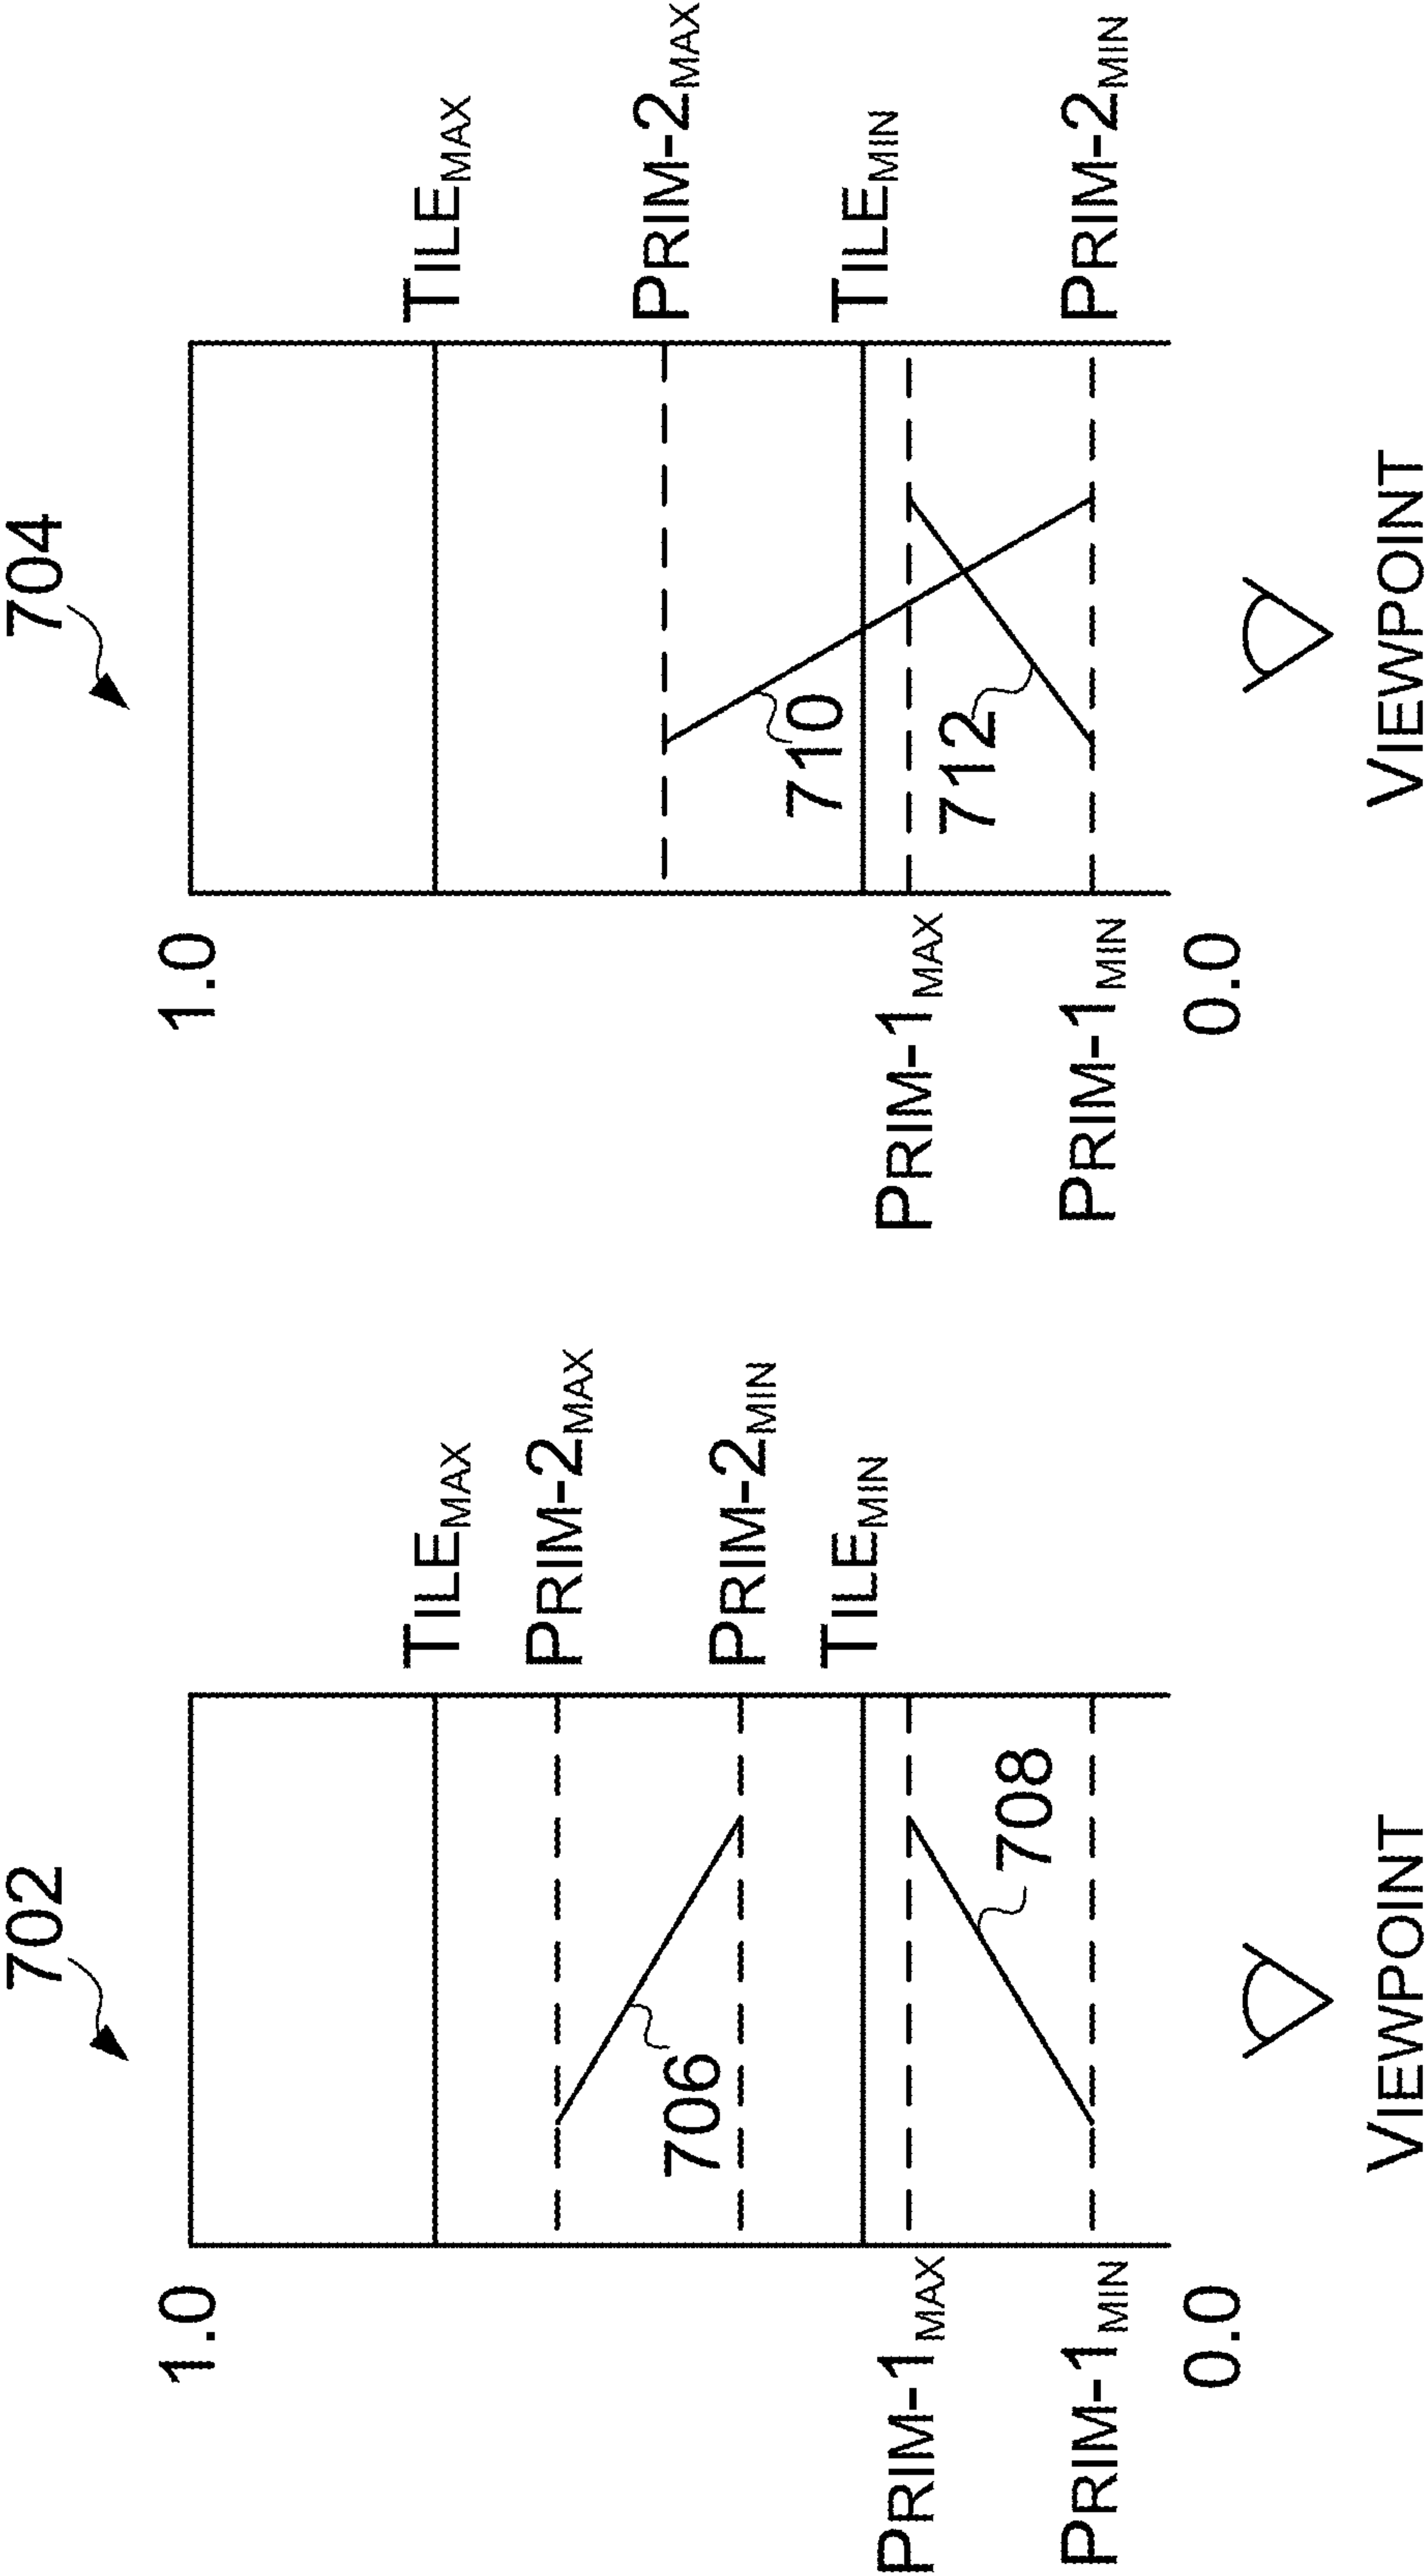 702
1.0
TILEMAX
PRIM-2MAX
706
PRIM-2MIN
TILEMIN
PRIM-1MAX
708
PRIM-1MIN
0.0
VIEWPOINT
704
1.0
TILEMAX
PRIM-2MAX
710
TILEMIN
PRIM-1MAX
712
PRIM-1MIN
PRIM-2MIN
0.0
VIEWPOINT